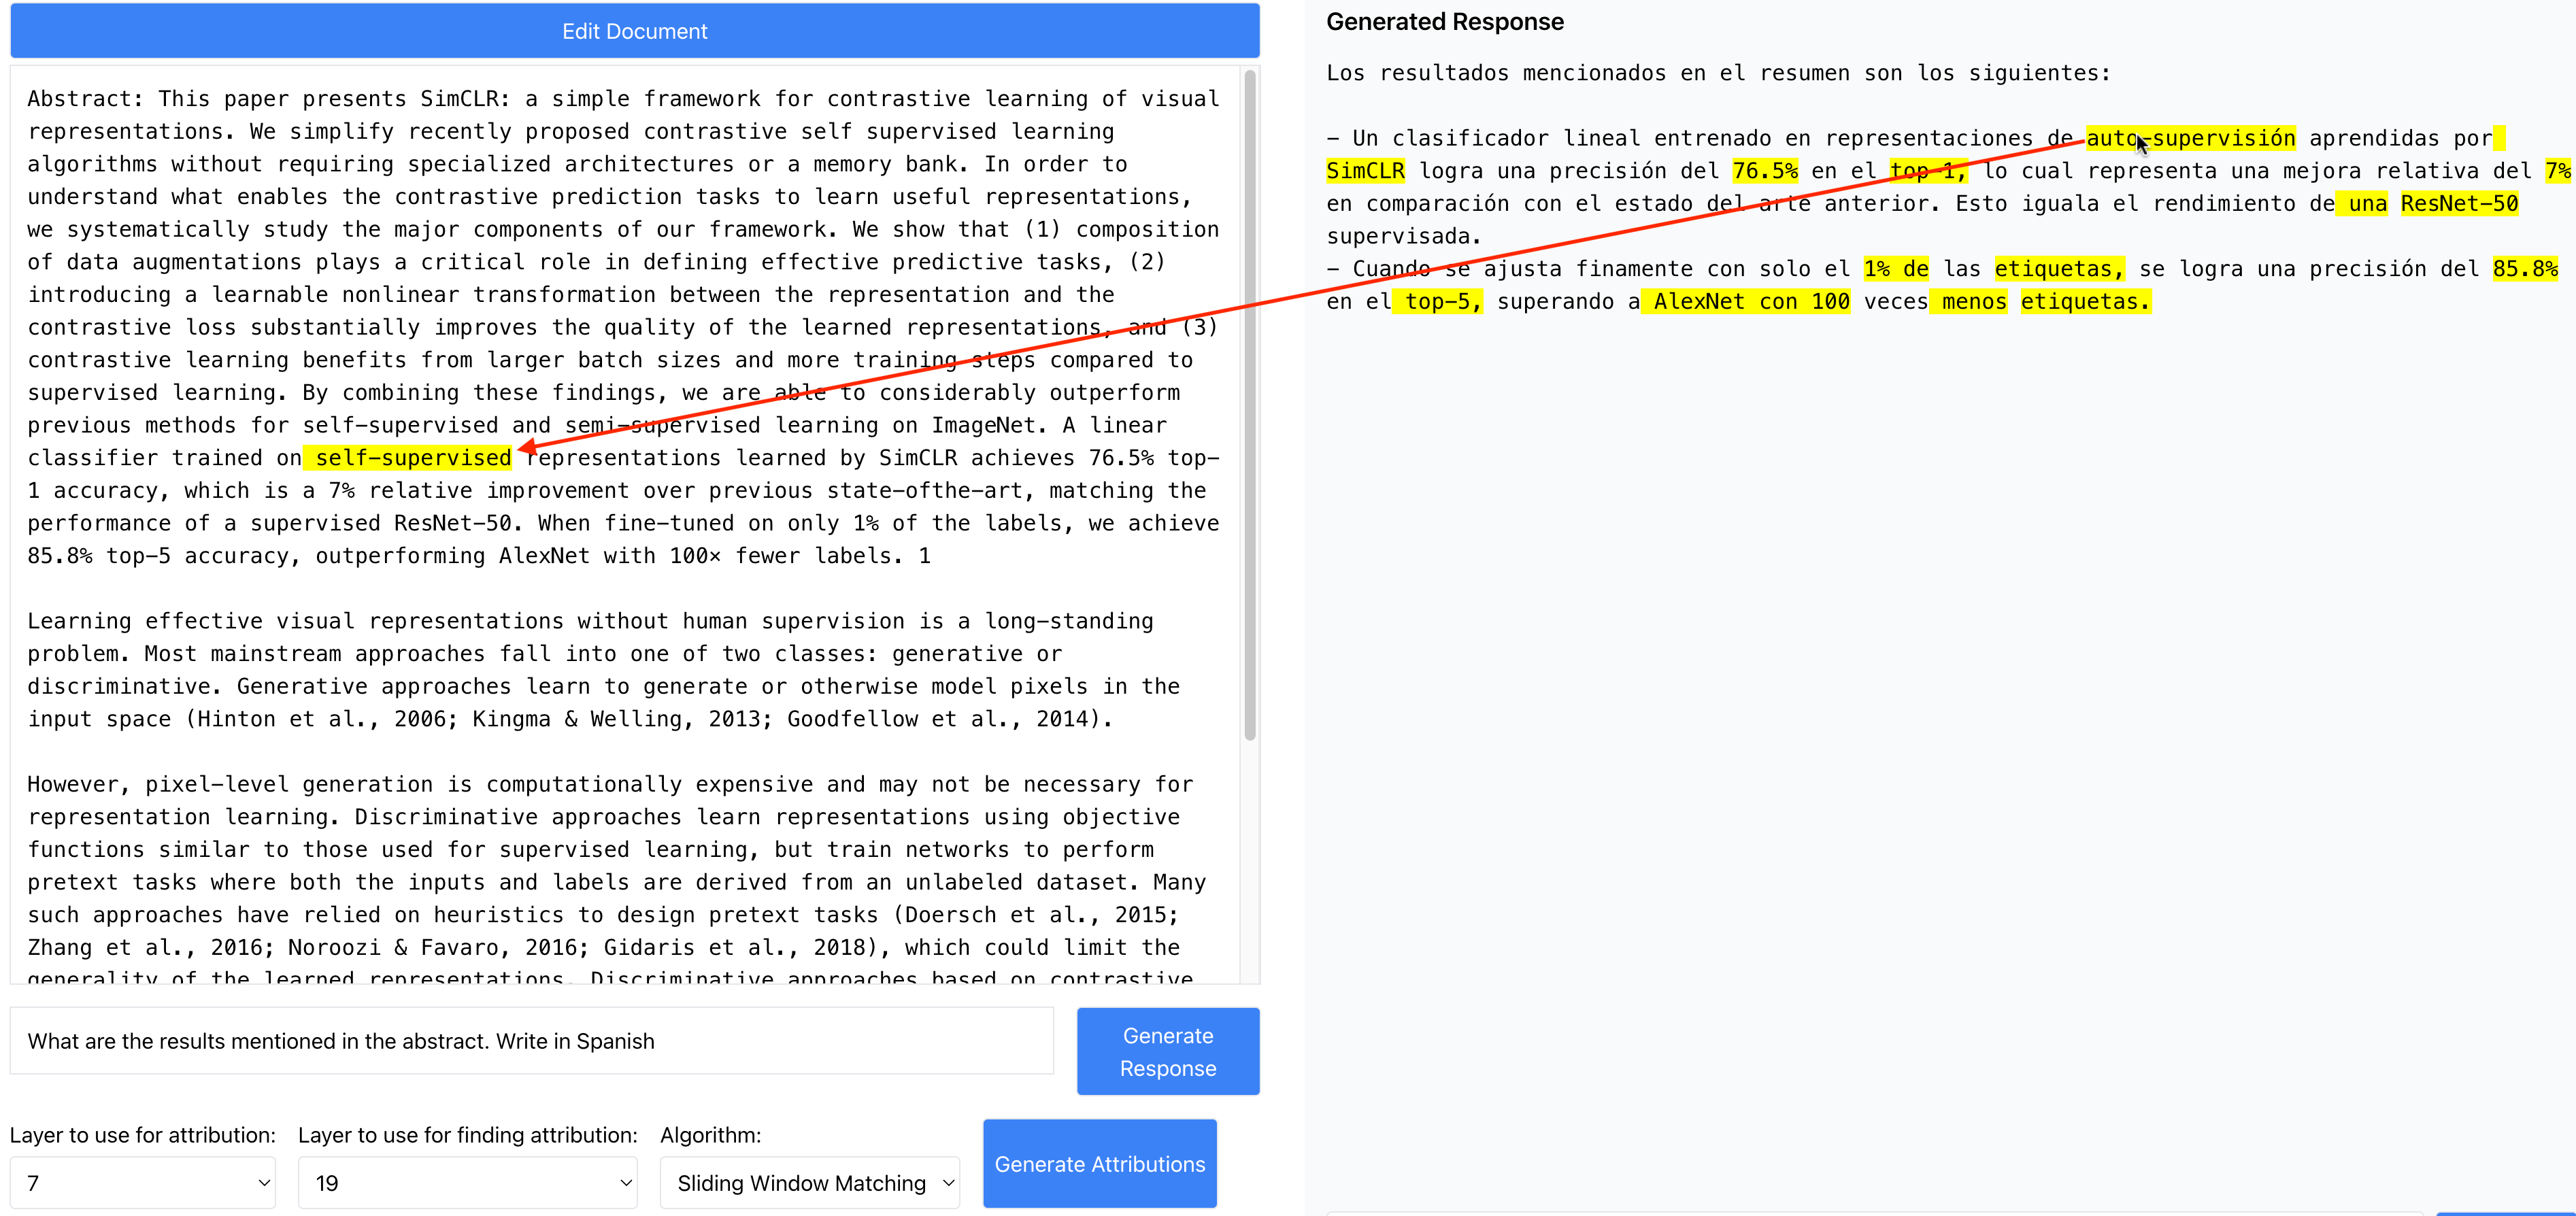 Edit Document
Abstract: This paper presents SimCLR: a simple framework for contrastive learning of visual
representations. We simplify recently proposed contrastive self supervised learning
algorithms without requiring specialized architectures or a memory bank. In order to
understand what enables the contrastive prediction tasks to learn useful representations,
we systematically study the major components of our framework. We show that (1) composition
of data augmentations plays a critical role in defining effective predictive tasks, (2)
introducing a learnable nonlinear transformation between the representation and the
contrastive loss substantially improves the quality of the learned representations, and (3)
contrastive learning benefits from larger batch sizes and more training steps compared to
supervised learning. By combining these findings, we are able to considerably outperform
previous methods for self-supervised and semi-supervised learning on ImageNet. A linear
classifier trained on self-supervised representations learned by SimCLR achieves 76.5% top-
1 accuracy, which is a 7% relative improvement over previous state-ofthe-art, matching the
performance of a supervised ResNet-50. When fine-tuned on only 1% of the labels, we achieve
85.8% top-5 accuracy, outperforming AlexNet with 100× fewer labels. 1
Learning effective visual representations without human supervision is a long-standing
problem. Most mainstream approaches fall into one of two classes: generative or
discriminative. Generative approaches learn to generate or otherwise model pixels in the
input space (Hinton et al., 2006; Kingma & Welling, 2013; Goodfellow et al., 2014).
However, pixel-level generation is computationally expensive and may not be necessary for
representation learning. Discriminative approaches learn representations using objective
functions similar to those used for supervised learning, but train networks to perform
pretext tasks where both the inputs and labels are derived from an unlabeled dataset. Many
such approaches have relied on heuristics to design pretext tasks (Doersch et al., 2015;
Zhang et al., 2016; Noroozi & Favaro, 2016; Gidaris et al., 2018), which could limit the
generality of the learned representations. Discriminative approaches based on contrastive
What are the results mentioned in the abstract. Write in Spanish
Generate
Response
Layer to use for attribution:
7
Layer to use for finding attribution:
19
Algorithm:
Sliding Window Matching
Generate Attributions
Generated Response
Los resultados mencionados en el resumen son los siguientes:
- Un clasificador lineal entrenado en representaciones de auto-supervisión aprendidas por
SimCLR logra una precisión del 76.5% en el top-1, lo cual representa una mejora relativa del 7%
en comparación con el estado del arte anterior. Esto iguala el rendimiento de una ResNet-50
supervisada.
- Cuando se ajusta finamente con solo el 1% de las etiquetas, se logra una precisión del 85.8%
en el top-5, superando a AlexNet con 100 veces menos etiquetas.